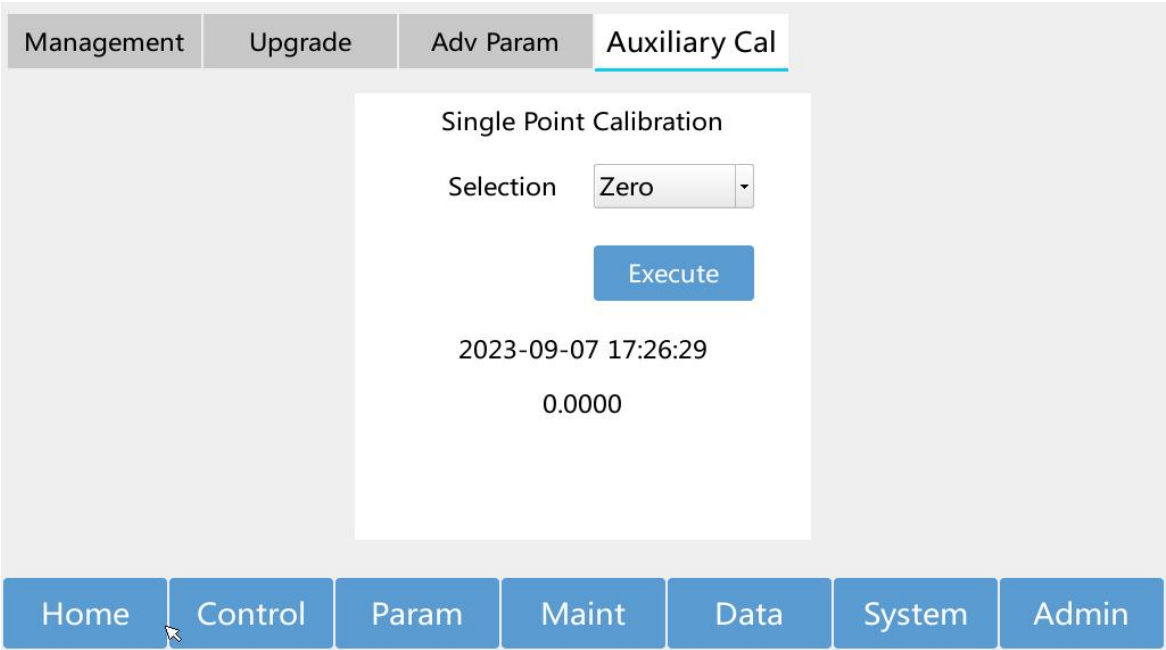 Management Upgrade Adv Param Auxiliary Cal
Single Point Calibration
Selection Zero
Execute
2023-09-07 17:26:29
0.0000
Home Control Param Maint Data System Admin